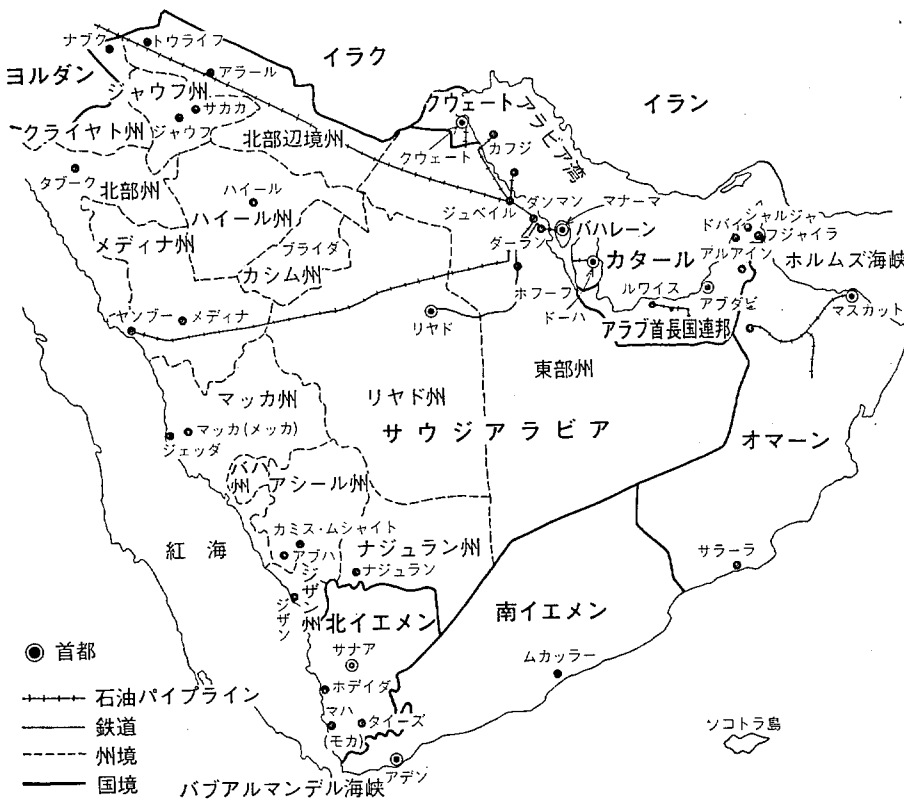 ナブク
トウライフ
イラク
ヨルダン
アラール
ジャウフ州
サカカ
クウェート
アラビア湾
イラン
クライヤト州
ジャウフ
北部辺境州
クウェート
カフジ
タブーク
北部州
ハイール
ハイール州
ジュベイル
ダンマン
マナーマ
バハレーン
ドバイ
シャルジャ
フジャイラ
メディナ州
ブライダ
カシム州
ダーラン
カタール
アルアイン
ホルムズ海峡
ホフーフ
ルワイス
アブダビ
ヤンブー
メディナ
リヤド
ドーハ
マスカット
アラブ首長国連邦
東部州
マッカ州
リヤド州
サウジアラビア
オマーン
マッカ(メッカ)
ジェッダ
バハ
州
アシール州
カミス・ムシャイト
紅海
アブハ
ナジュラン州
ナジュラン
サラーラ
ジザン州
ジザン
北イエメン
南イエメン
サナア
ムカッラー
首都
石油パイプライン
ホデイダ
鉄道
マハ
(モカ)
タイーズ
ソコトラ島
州境
国境
アデン
バブアルマンデル海峡